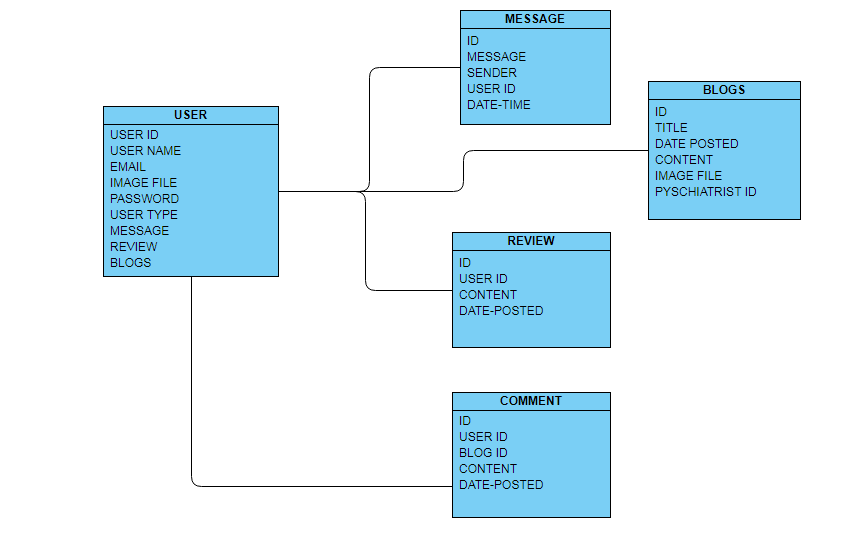 MESSAGE
ID
MESSAGE
SENDER
USER ID
DATE-TIME
BLOGS
ID
TITLE
DATE POSTED
CONTENT
IMAGE FILE
PYSCHIATRIST ID
USER
USER ID
USER NAME
EMAIL
IMAGE FILE
PASSWORD
USER TYPE
MESSAGE
REVIEW
BLOGS
REVIEW
ID
USER ID
CONTENT
DATE-POSTED
COMMENT
ID
USER ID
BLOG ID
CONTENT
DATE-POSTED